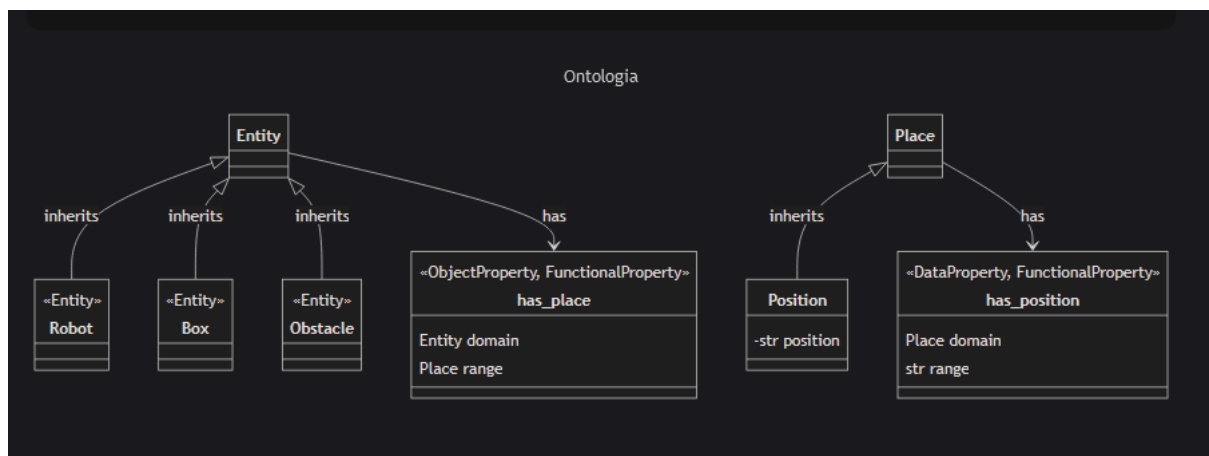 Ontologia
Entity
Place
inherits
inherits
inherits
has
inherits
has
«Entity»
Robot
«Entity»
Box
«Entity»
Obstacle
«ObjectProperty, FunctionalProperty»
has_place
Entity domain
Place range
Position
-str position
«DataProperty, FunctionalProperty»
has_position
Place domain
str range